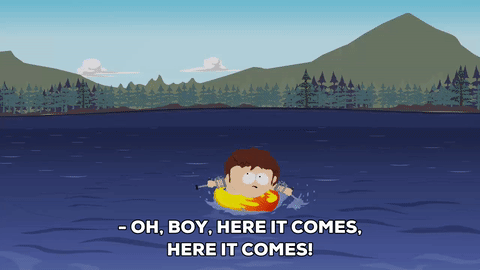 - OH, BOY, HERE IT COMES,
HERE IT COMES!